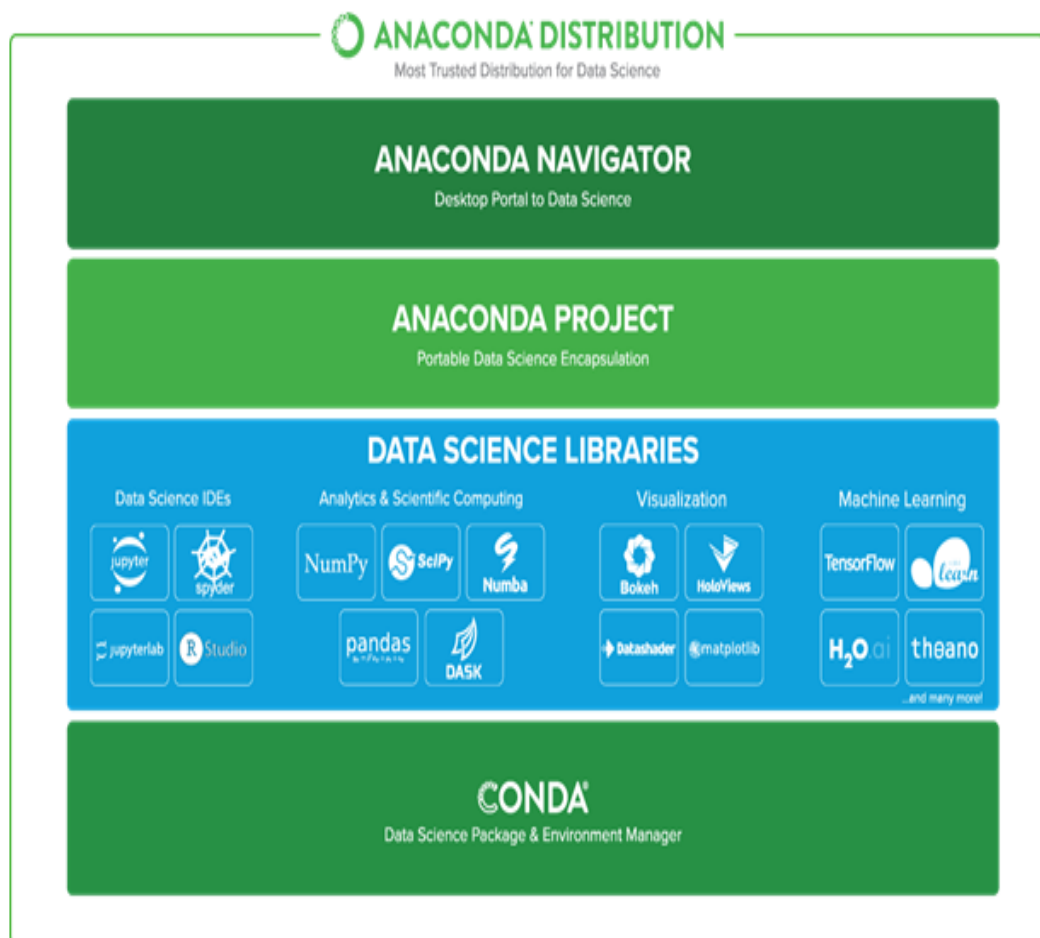 ANACONDA DISTRIBUTION
Most Trusted Distribution for Data Science
ANACONDA NAVIGATOR
Desktop Portal to Data Science
ANACONDA PROJECT
Portable Data Science Encapsulation
DATA SCIENCE LIBRARIES
Data Science IDEs
jupyter
spyder
jupyterlab
R Studio
Analytics & Scientific Computing
NumPy
SciPy
Numba
pandas
DASK
Visualization
Bokeh
HoloViews
Datashader
matplotlib
Machine Learning
TensorFlow
learn
H₂O.ai
theano
...and many more!
CONDA®
Data Science Package & Environment Manager